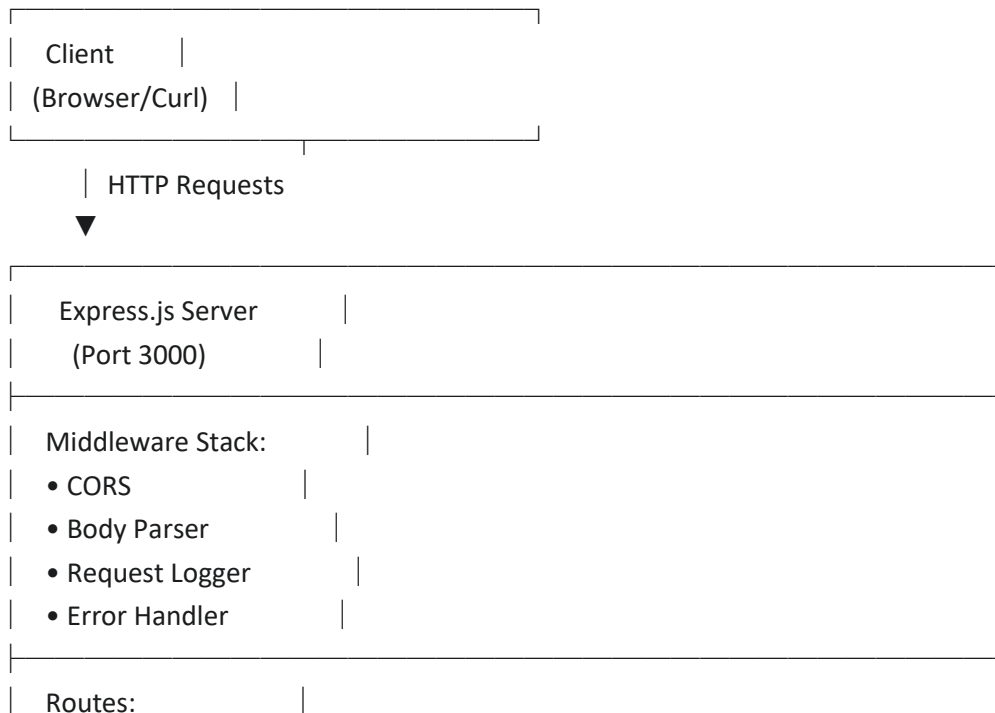 Client
(Browser/Curl)
HTTP Requests
▼
Express.js Server
(Port 3000)
Middleware Stack:
• CORS
• Body Parser
• Request Logger
• Error Handler
Routes: